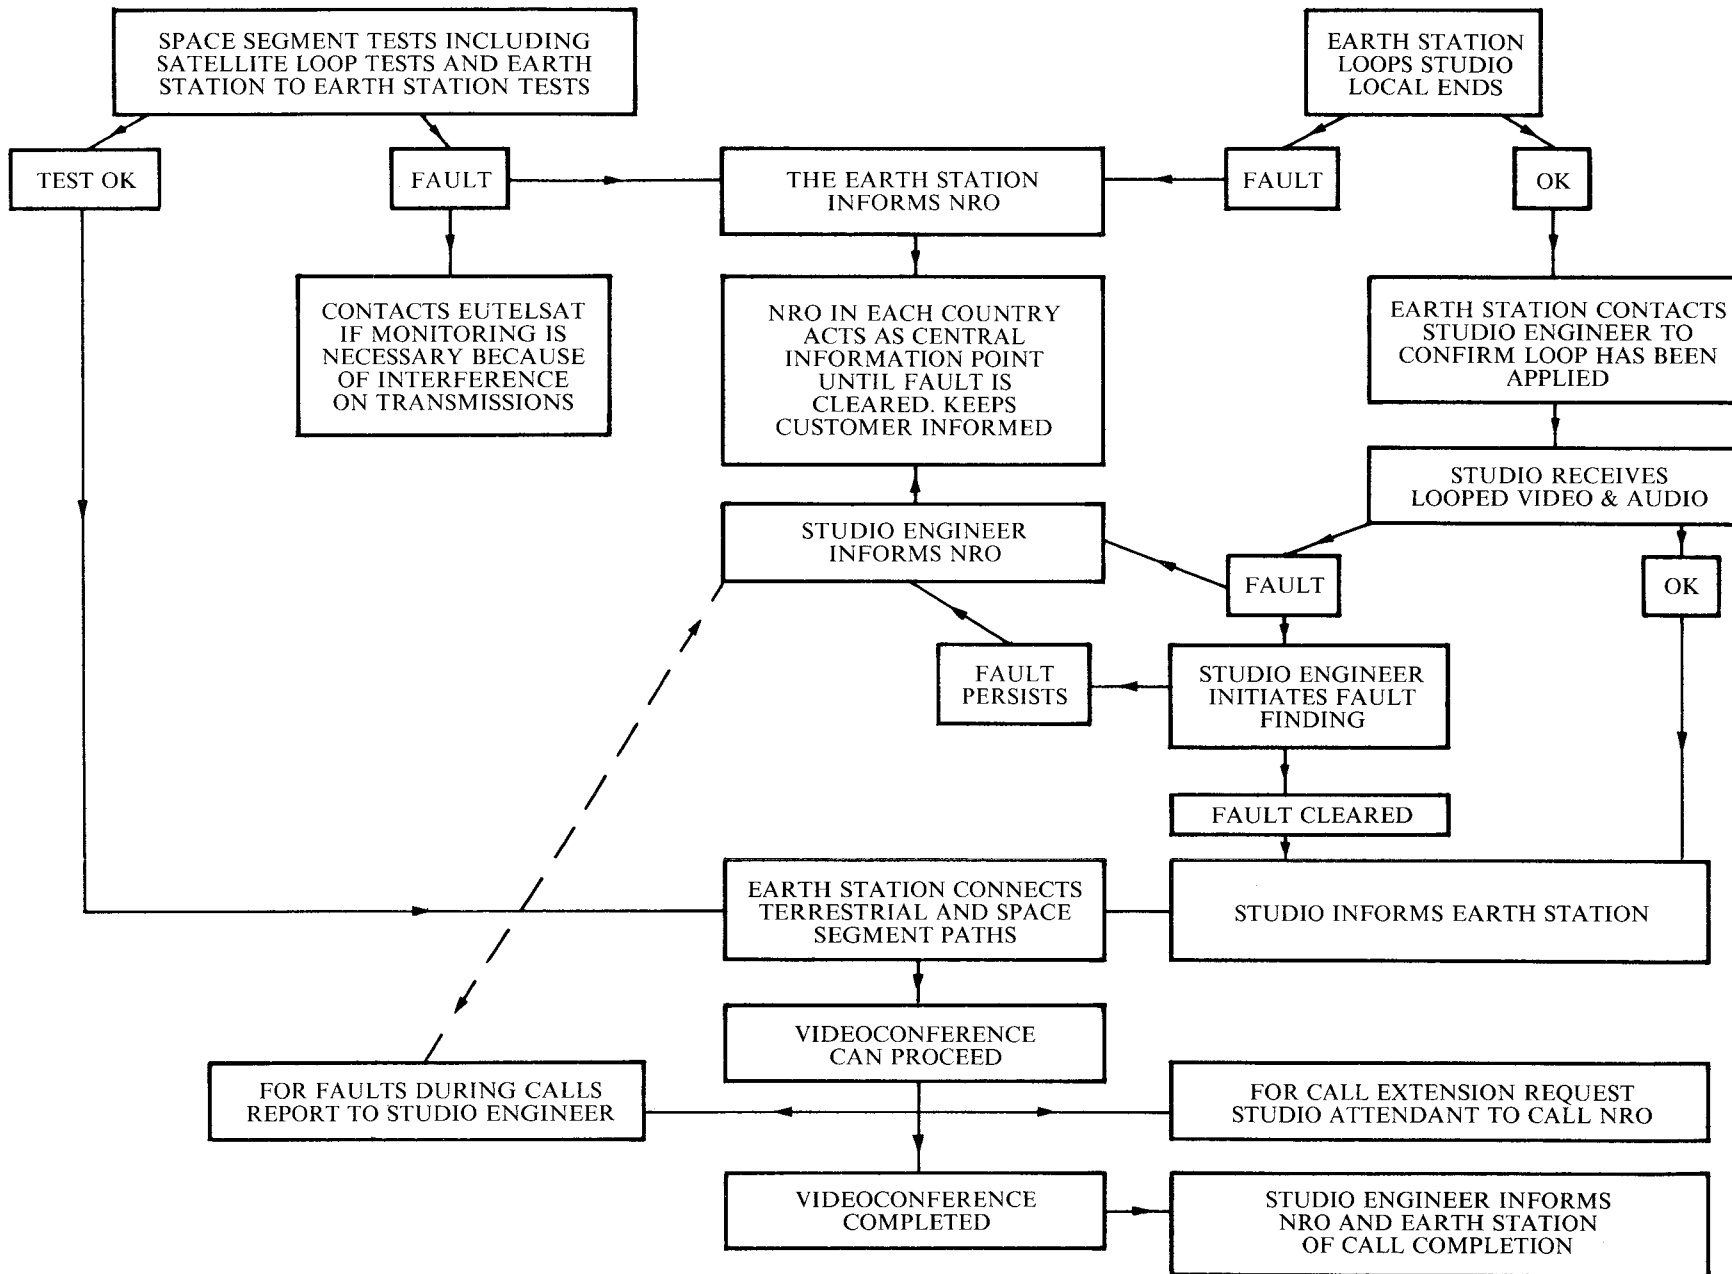 SPACE SEGMENT TESTS INCLUDING
SATELLITE LOOP TESTS AND EARTH
STATION TO EARTH STATION TESTS
EARTH STATION
LOOPS STUDIO
LOCAL ENDS
TEST OK
FAULT
THE EARTH STATION
INFORMS NRO
FAULT
OK
CONTACTS EUTELSAT
IF MONITORING IS
NECESSARY BECAUSE
OF INTERFERENCE
ON TRANSMISSIONS
NRO IN EACH COUNTRY
ACTS AS CENTRAL
INFORMATION POINT
UNTIL FAULT IS
CLEARED. KEEPS
CUSTOMER INFORMED
EARTH STATION CONTACTS
STUDIO ENGINEER TO
CONFIRM LOOP HAS BEEN
APPLIED
STUDIO RECEIVES
LOOPED VIDEO & AUDIO
STUDIO ENGINEER
INFORMS NRO
FAULT
OK
FAULT
PERSISTS
STUDIO ENGINEER
INITIATES FAULT
FINDING
FAULT CLEARED
EARTH STATION CONNECTS
TERRESTRIAL AND SPACE
SEGMENT PATHS
STUDIO INFORMS EARTH STATION
VIDEOCONFERENCE
CAN PROCEED
FOR FAULTS DURING CALLS
REPORT TO STUDIO ENGINEER
FOR CALL EXTENSION REQUEST
STUDIO ATTENDANT TO CALL NRO
VIDEOCONFERENCE
COMPLETED
STUDIO ENGINEER INFORMS
NRO AND EARTH STATION
OF CALL COMPLETION